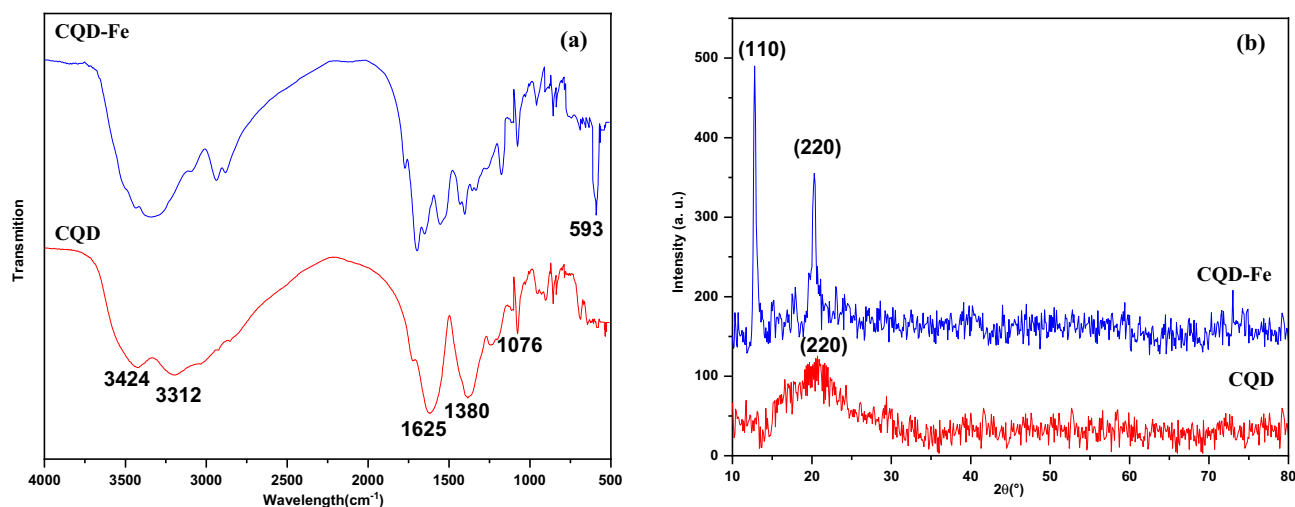 CQD-Fe
(a)
CQD
593
3424
3312
1625
1380
1076
Transmition
4000 3500 3000 2500 2000 1500 1000 500
Wavelength(cm⁻¹)
(b)
(110)
(220)
CQD-Fe
(220)
CQD
500
400
300
200
100
0
Intensity (a. u.)
10 20 30 40 50 60 70 80
2θ(°)